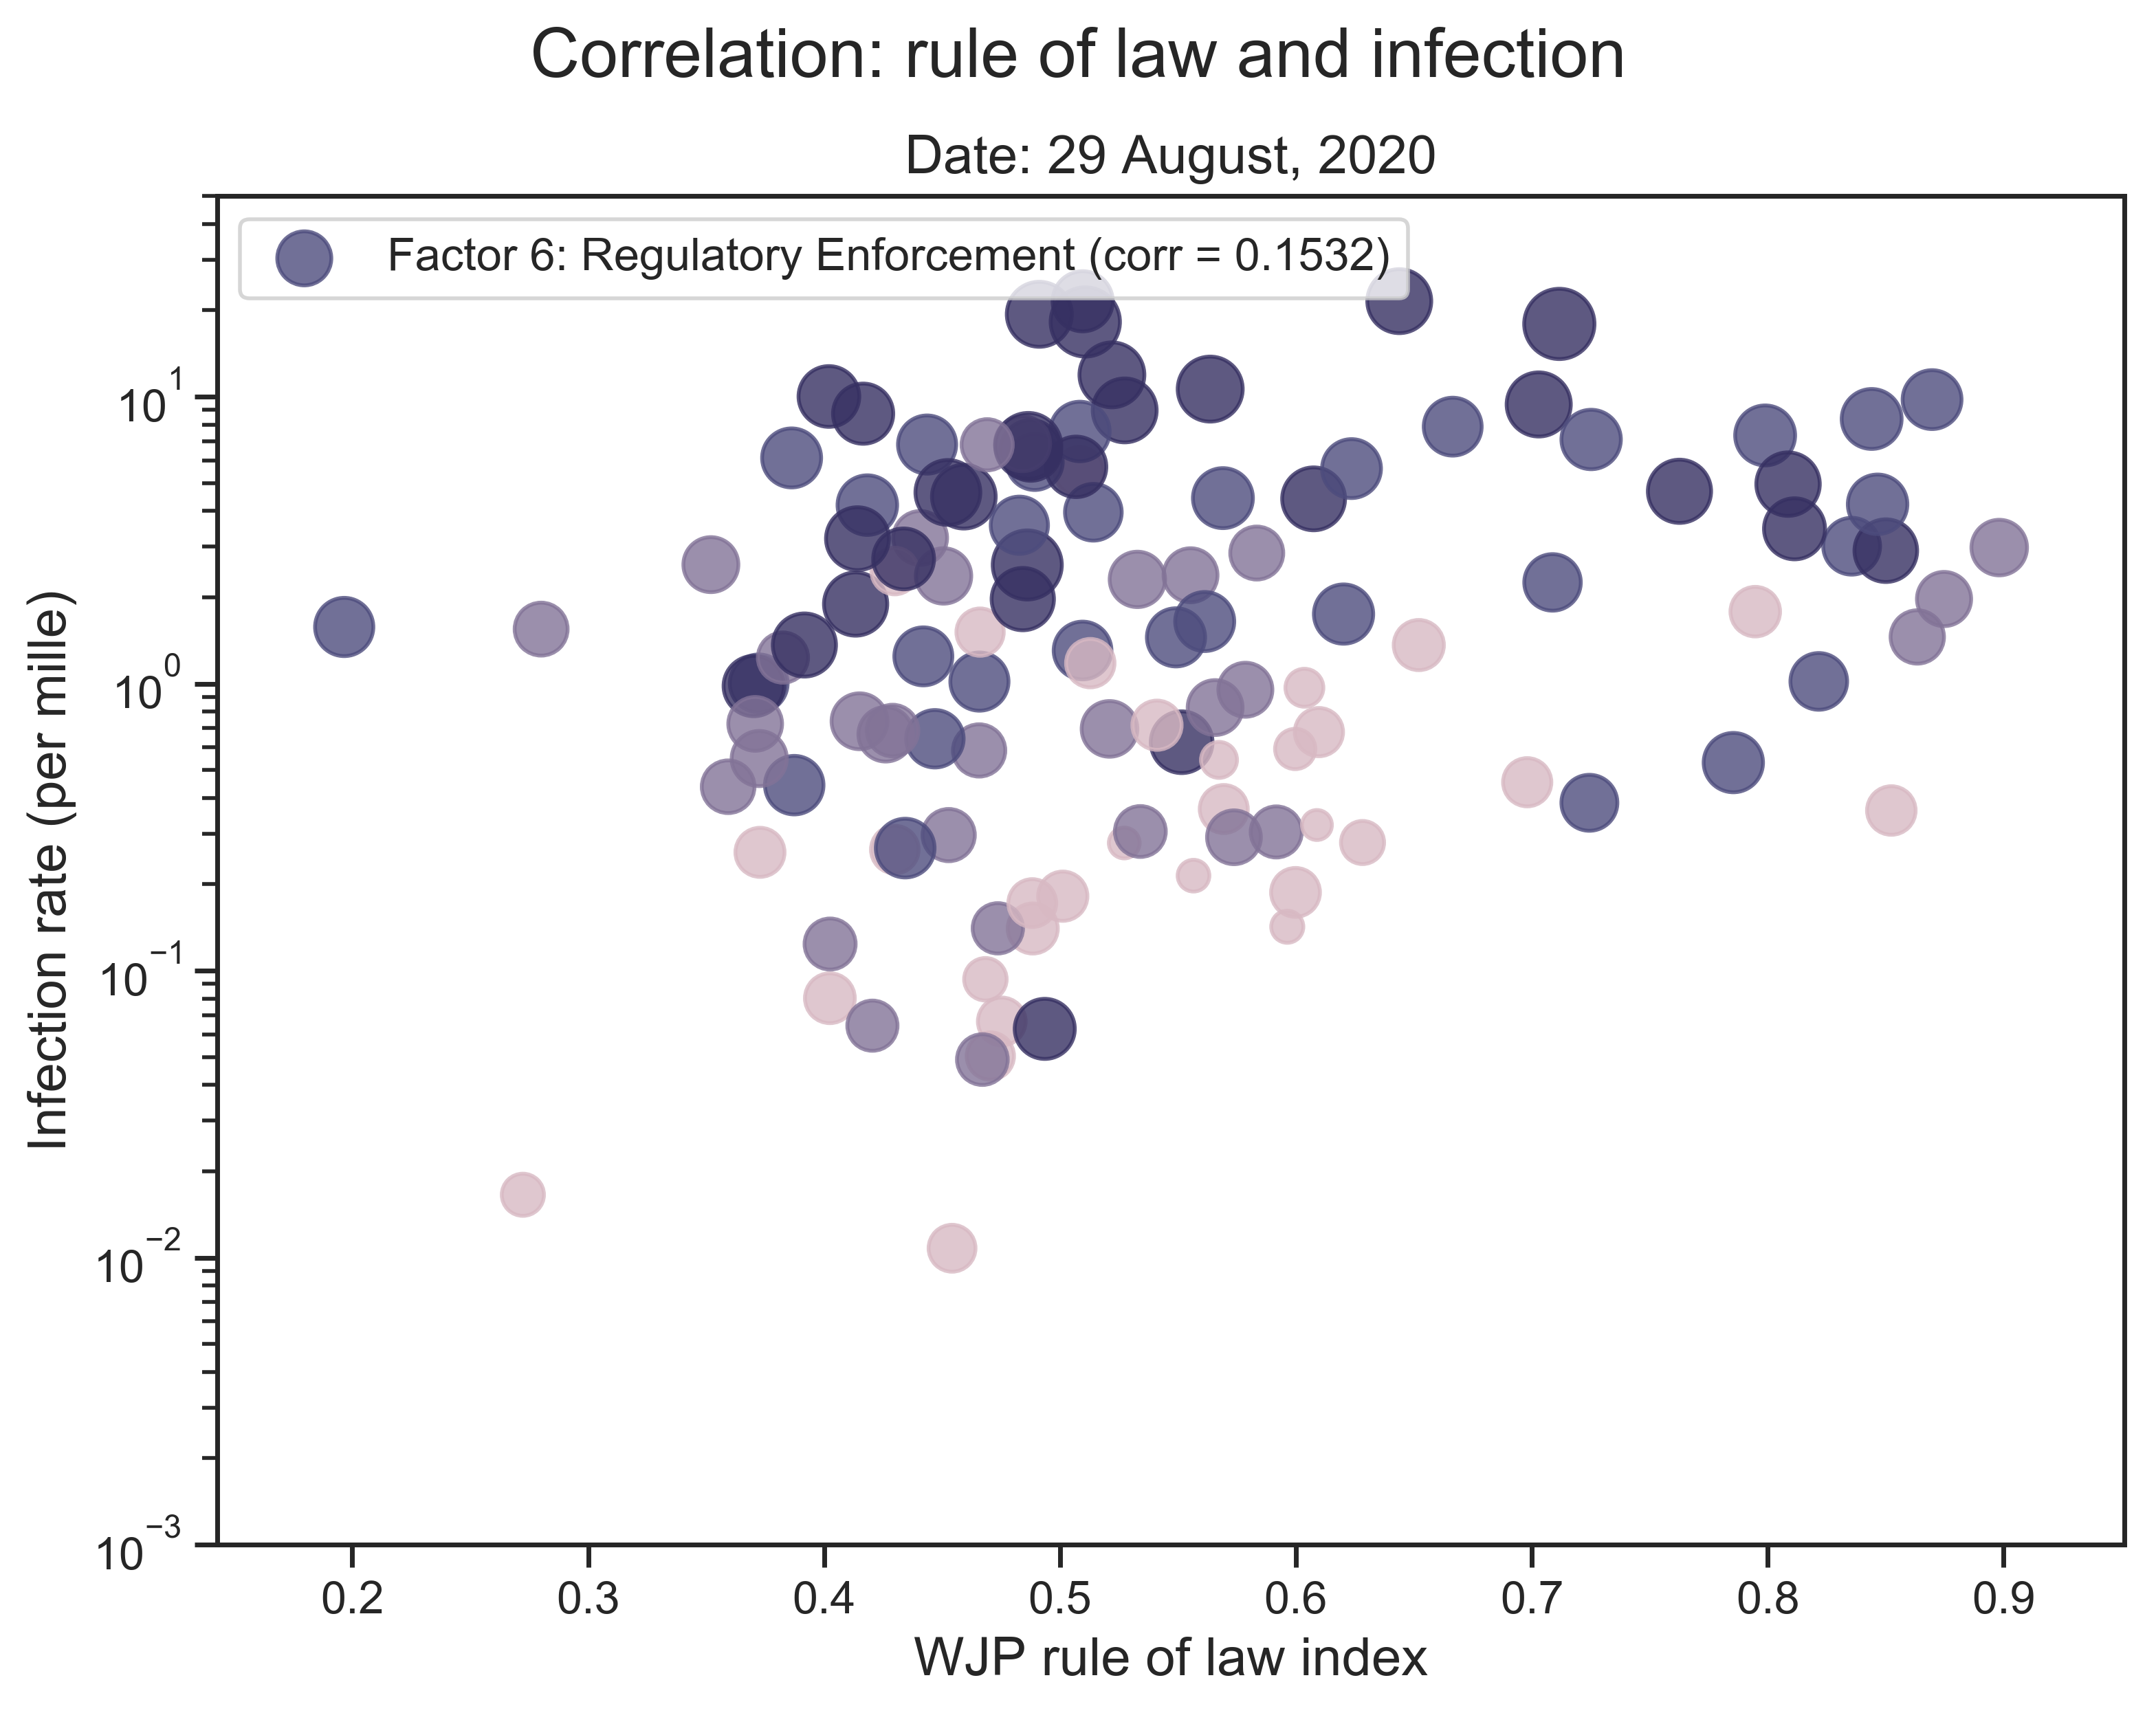 Correlation: rule of law and infection
Date: 29 August, 2020
Factor 6: Regulatory Enforcement (corr = 0.1532)
Infection rate (per mille)
10^1
10^0
10^−1
10^−2
10^−3
0.2 0.3 0.4 0.5 0.6 0.7 0.8 0.9
WJP rule of law index